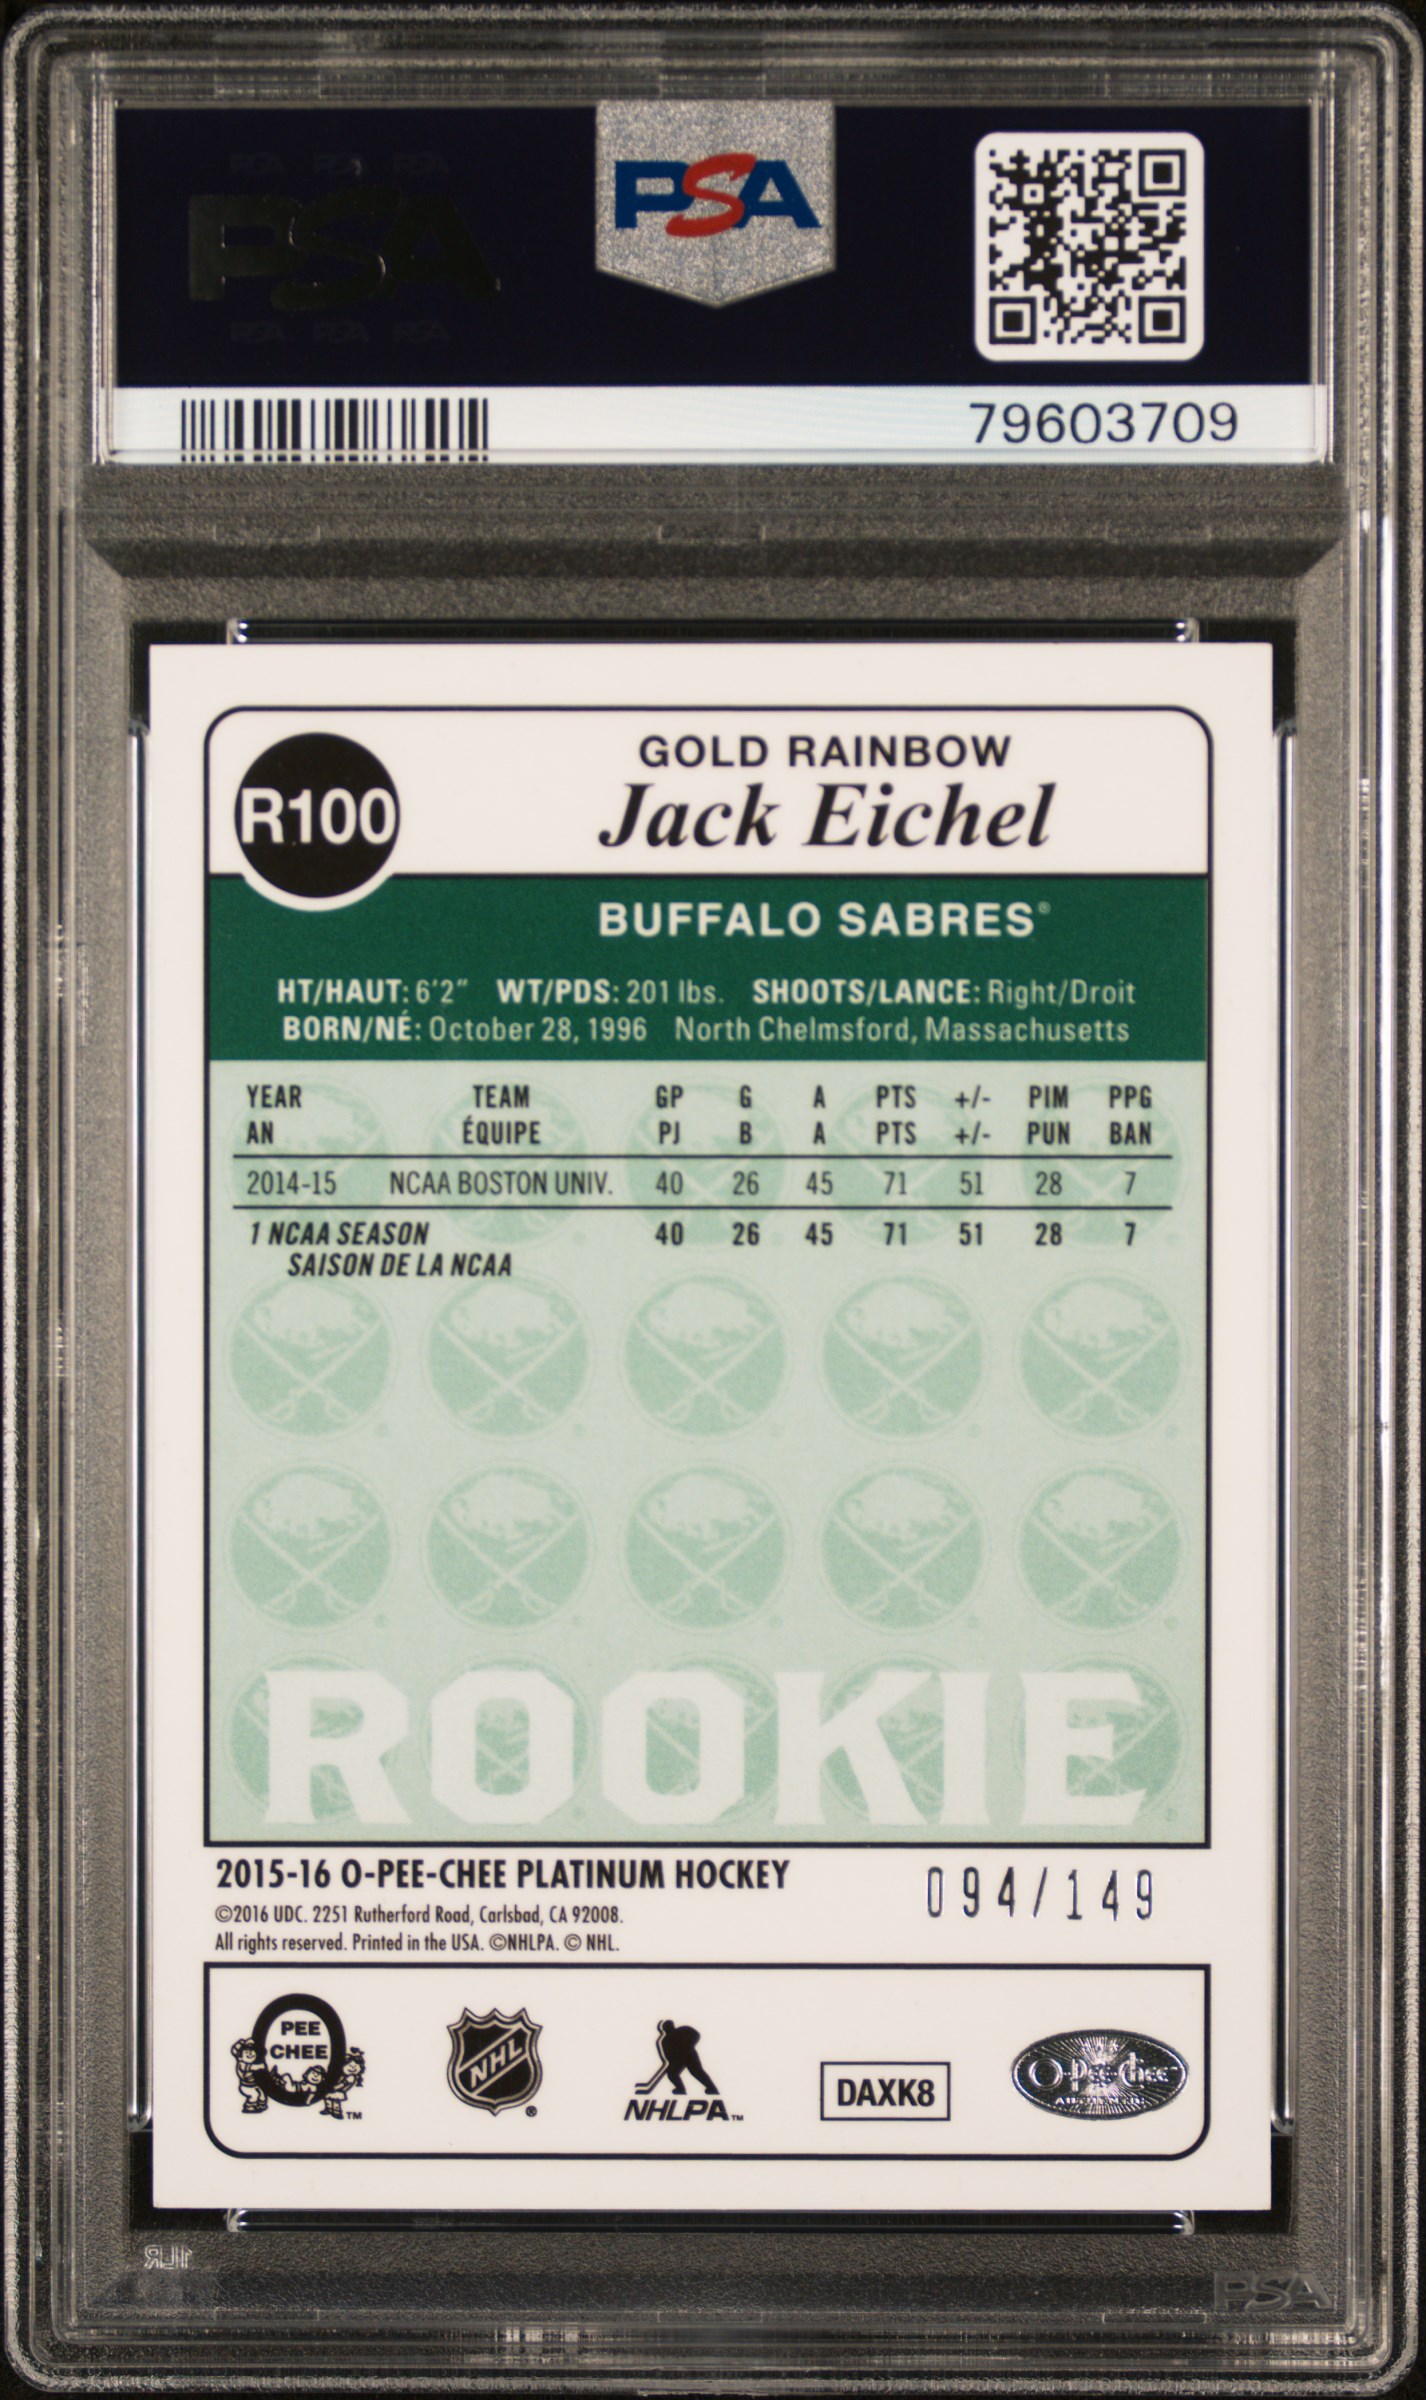 PSA
PSA
79603709
R100
GOLD RAINBOW
Jack Eichel
BUFFALO SABRES®
HT/HAUT: 6'2" WT/PDS: 201 lbs. SHOOTS/LANCE: Right/Droit
BORN/NÉ: October 28, 1996 North Chelmsford, Massachusetts
YEAR TEAM GP G A PTS +/- PIM PPG
AN ÉQUIPE PJ B A PTS +/- PUN BAN
2014-15 NCAA BOSTON UNIV. 40 26 45 71 51 28 7
1 NCAA SEASON 40 26 45 71 51 28 7
SAISON DE LA NCAA
ROOKIE
2015-16 O-PEE-CHEE PLATINUM HOCKEY
094/149
©2016 UDC. 2251 Rutherford Road, Carlsbad, CA 92008.
All rights reserved. Printed in the USA. ©NHLPA. © NHL.
O
PEE
CHEE
™
NHL
®
NHLPA™
DAXK8
O-Pee-Chee
PSA